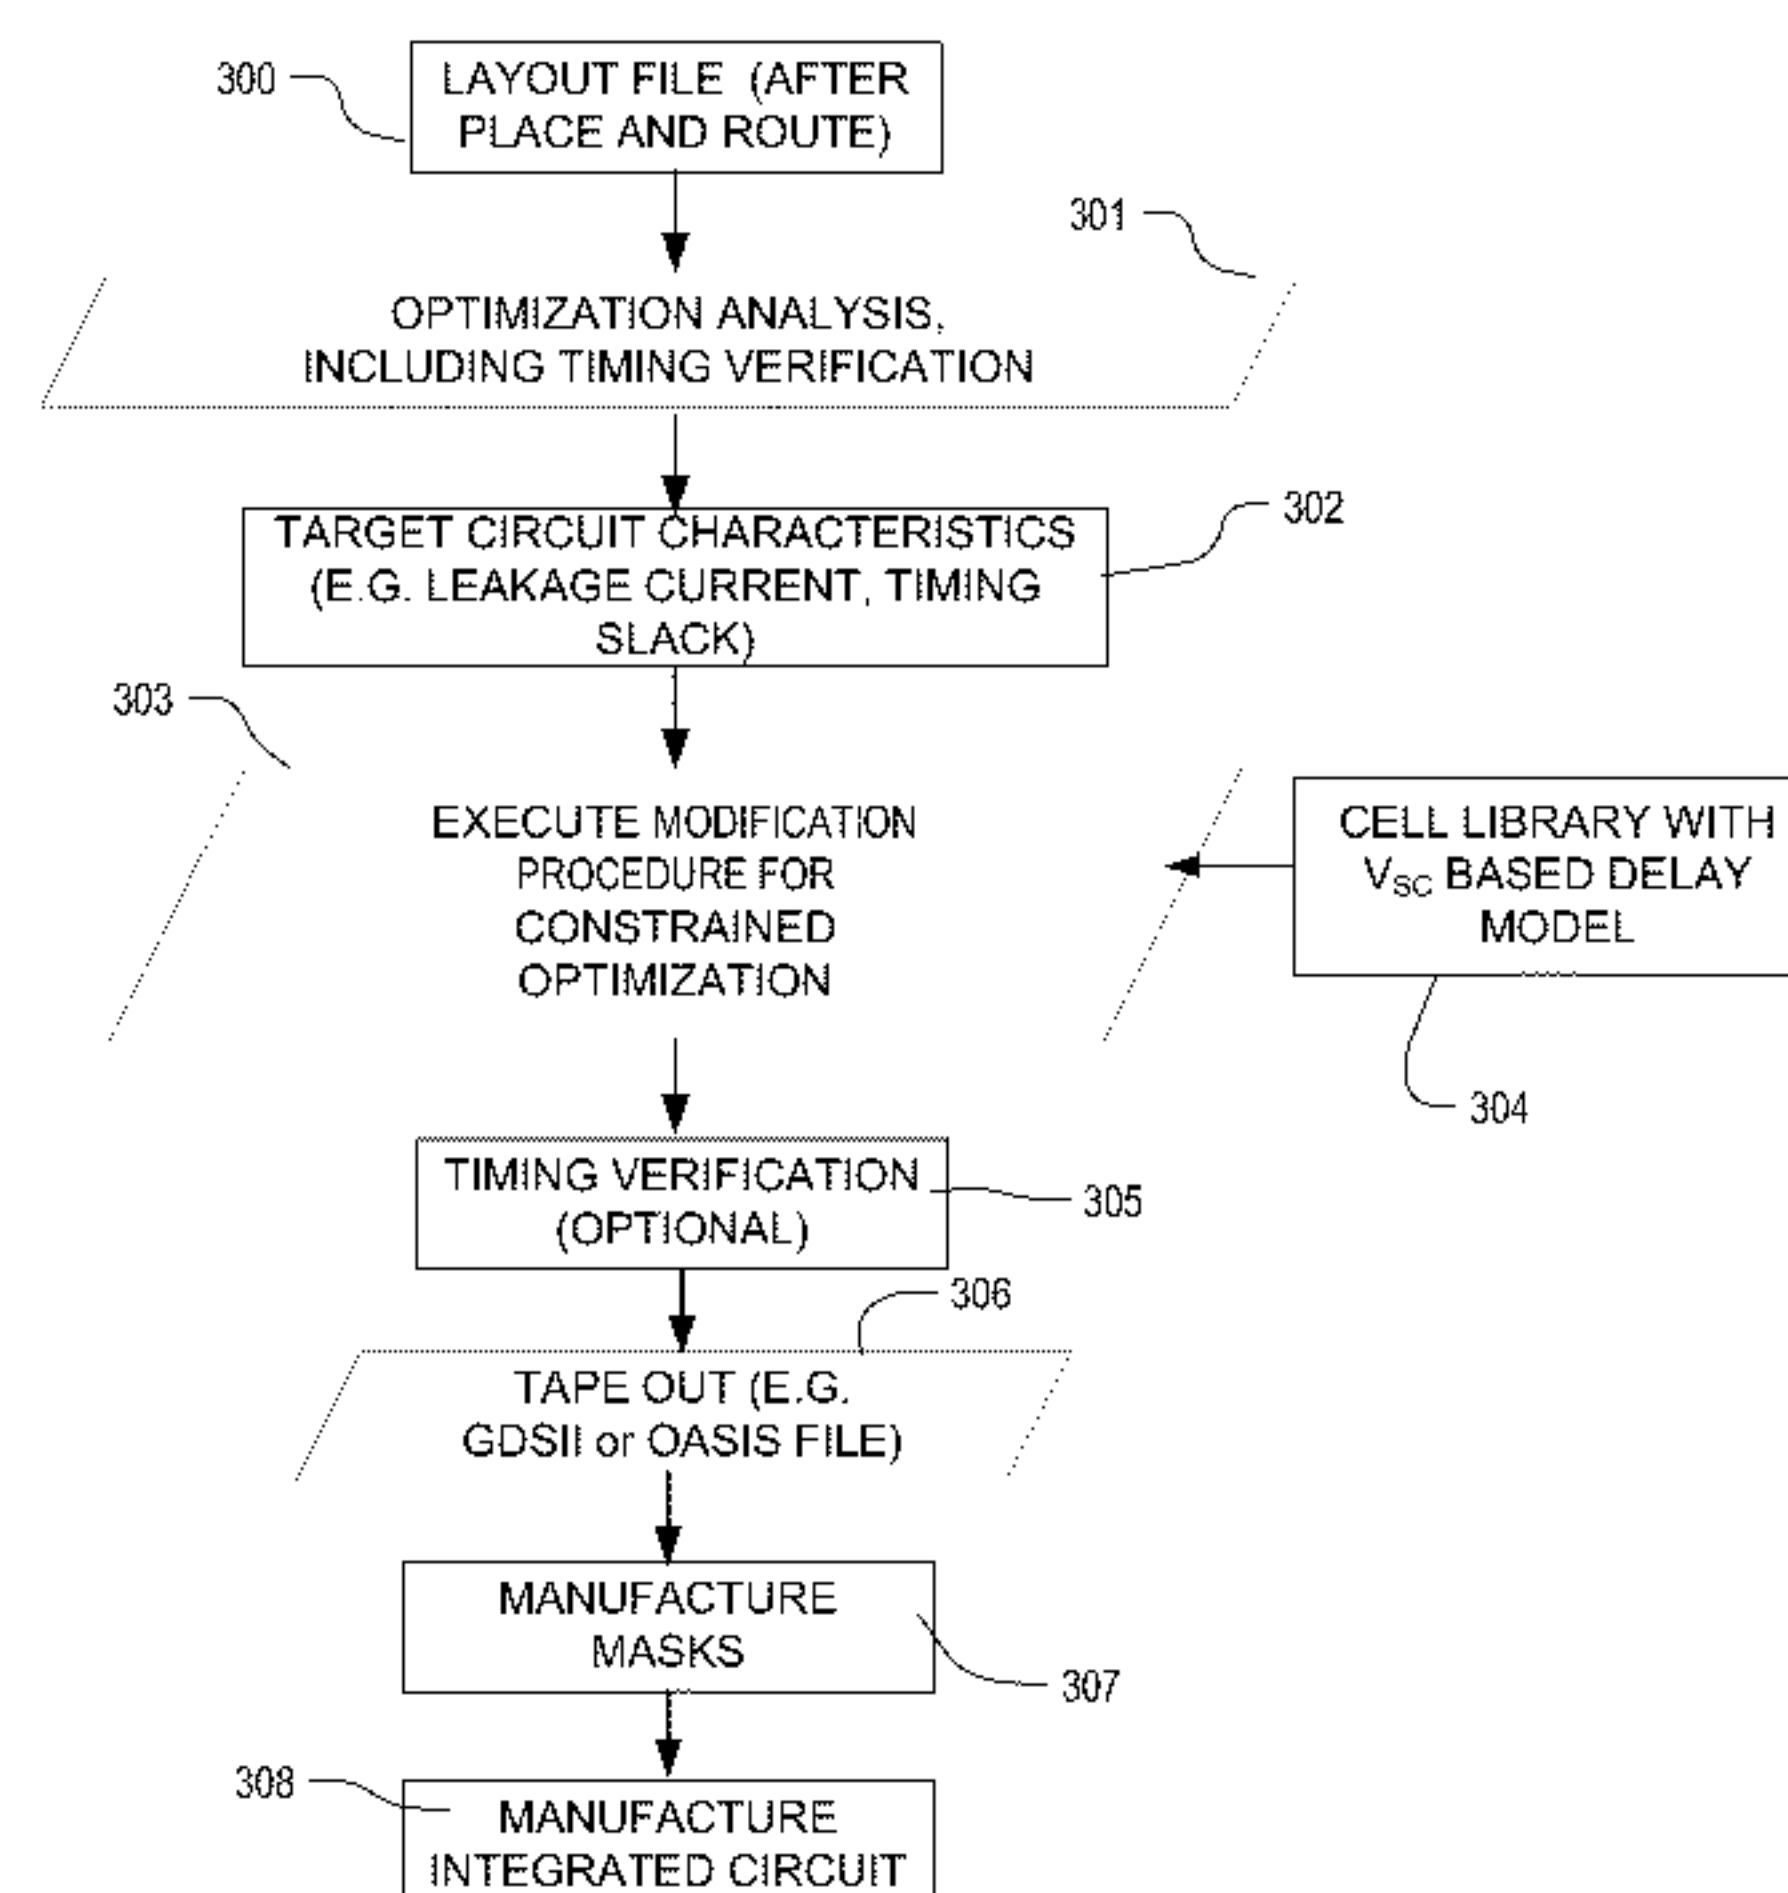 300
LAYOUT FILE (AFTER
PLACE AND ROUTE)
301
OPTIMIZATION ANALYSIS,
INCLUDING TIMING VERIFICATION
302
TARGET CIRCUIT CHARACTERISTICS
(E.G. LEAKAGE CURRENT, TIMING
SLACK)
303
EXECUTE MODIFICATION
PROCEDURE FOR
CONSTRAINED
OPTIMIZATION
CELL LIBRARY WITH
VSC BASED DELAY
MODEL
304
TIMING VERIFICATION
(OPTIONAL)
305
306
TAPE OUT (E.G.
GDSII or OASIS FILE)
MANUFACTURE
MASKS
307
308
MANUFACTURE
INTEGRATED CIRCUIT